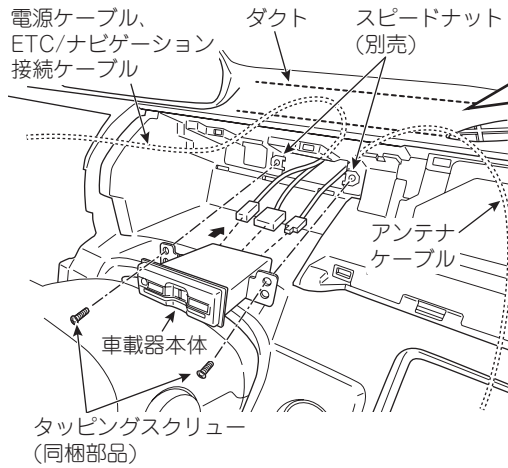 電源ケーブル、
ETC/ナビゲーション
接続ケーブル
ダクト
スピードナット
(別売)
アンテナ
ケーブル
車載器本体
タッピングスクリュー
(同梱部品)